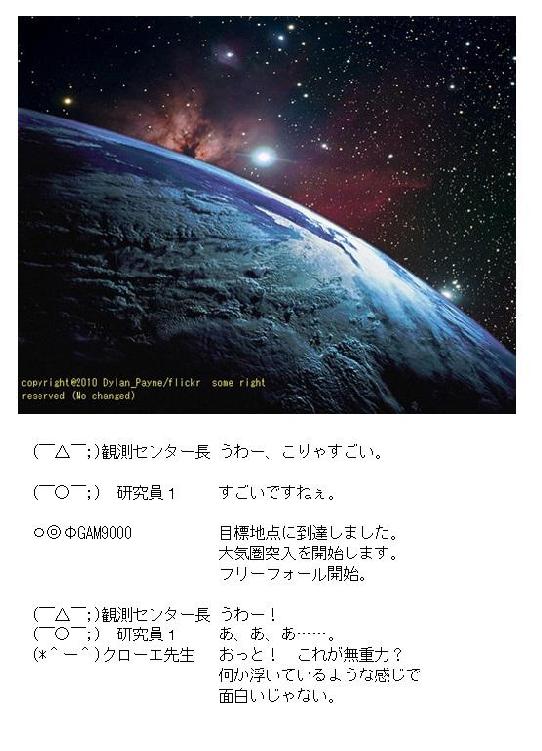 copyright@2010 Dylan_Payne/flickr some right
reserved (No changed)
(￣△￣;)観測センター長 うわー、こりゃすごい。
(￣○￣;) 研究員１ すごいですねぇ。
○◎ΦGAM9000 目標地点に到達しました。
大気圏突入を開始します。
フリーフォール開始。
(￣△￣;)観測センター長 うわー！
(￣○￣;) 研究員１ あ、あ、あ……。
(*＾ー＾)クローエ先生 おっと！ これが無重力？
何か浮いているような感じで
面白いじゃない。